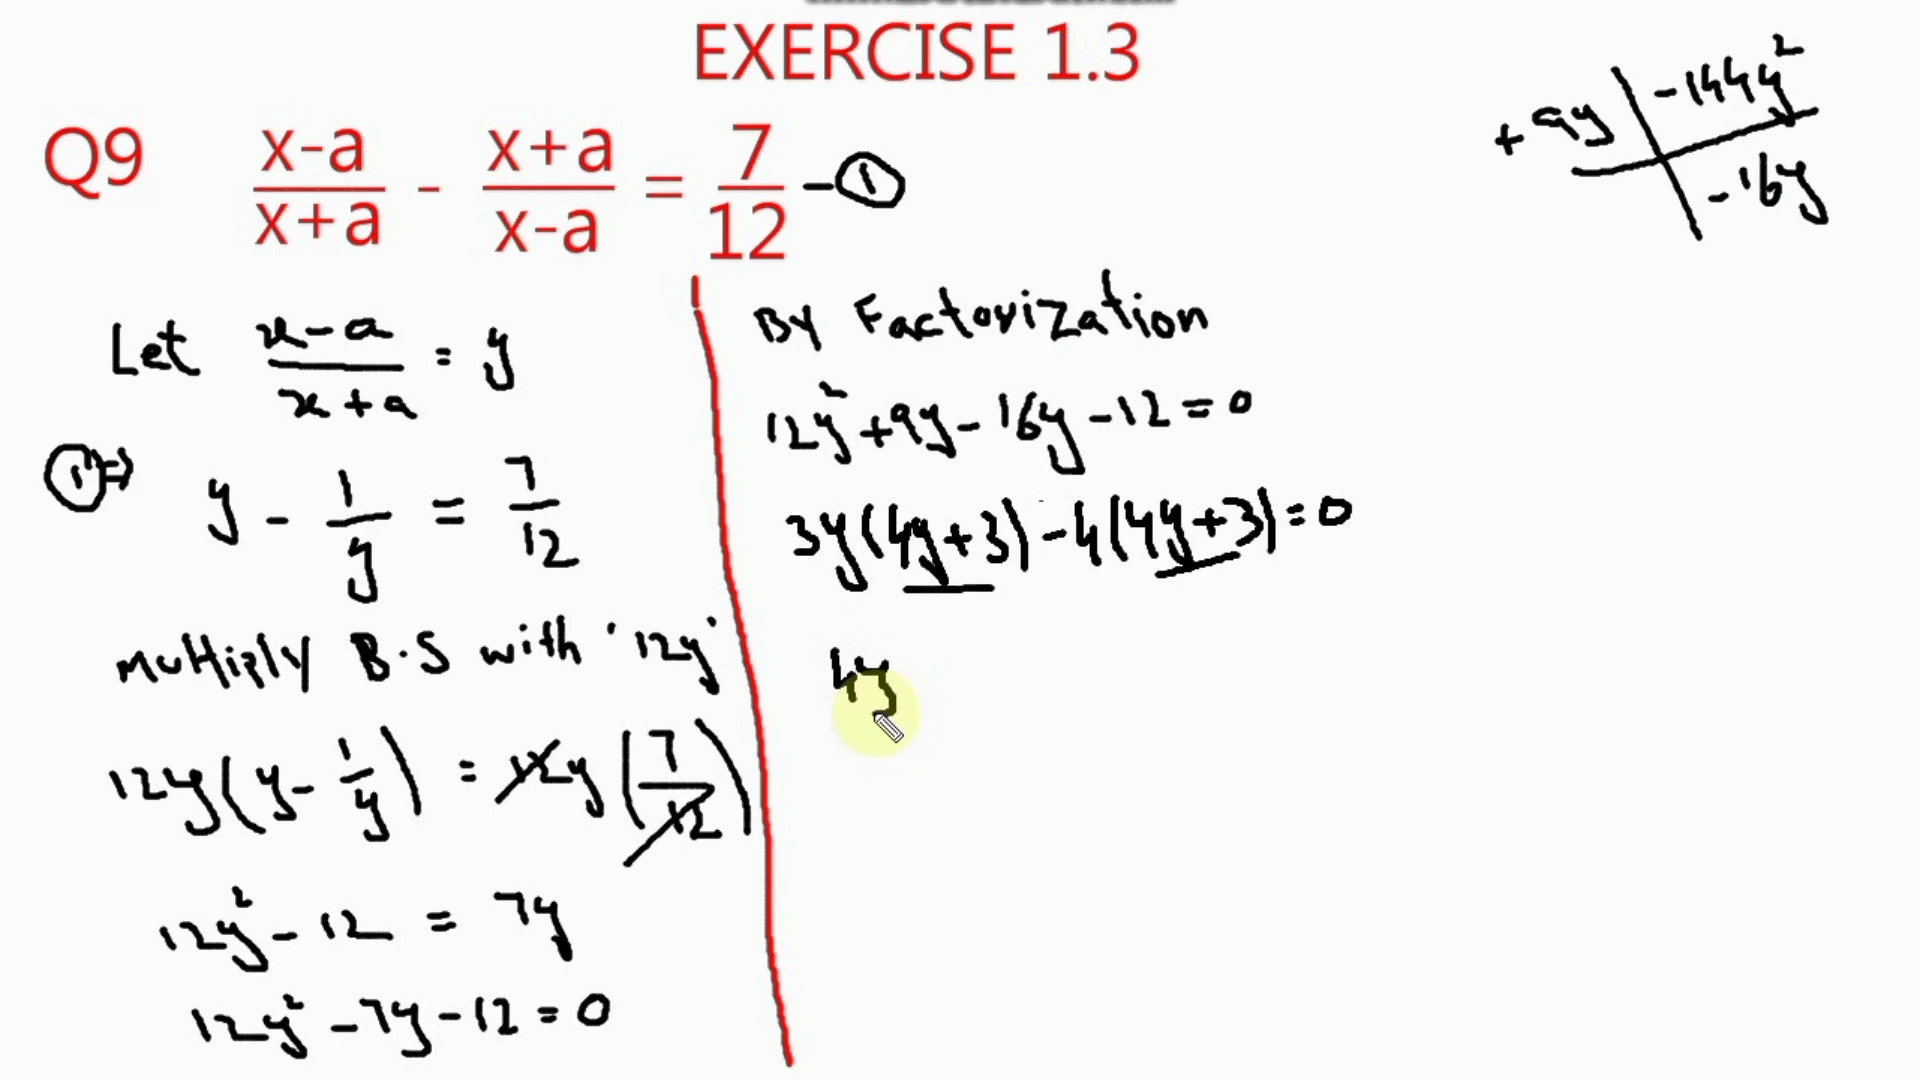 EXERCISE 1.3
Q9 x-a/x+a - x+a/x-a = 7/12 - ①
Let x-a/x+a = y
①⇒ y - 1/y = 7/12
Multiply B.S with '12y'
12y(y - 1/y) = 12y(7/12)
12y² - 12 = 7y
12y² - 7y - 12 = 0
By Factorization
12y² + 9y - 16y - 12 = 0
3y(4y+3) - 4(4y+3) = 0
4y
-144y²
+9y
-16y